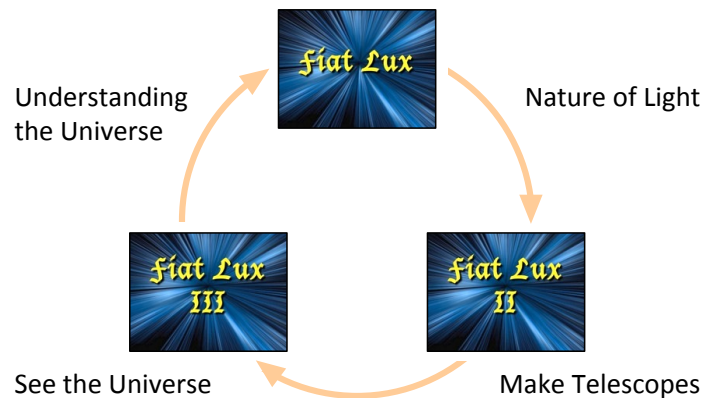 Fiat Lux
Understanding
the Universe
Nature of Light
Fiat Lux
III
Fiat Lux
II
See the Universe
Make Telescopes